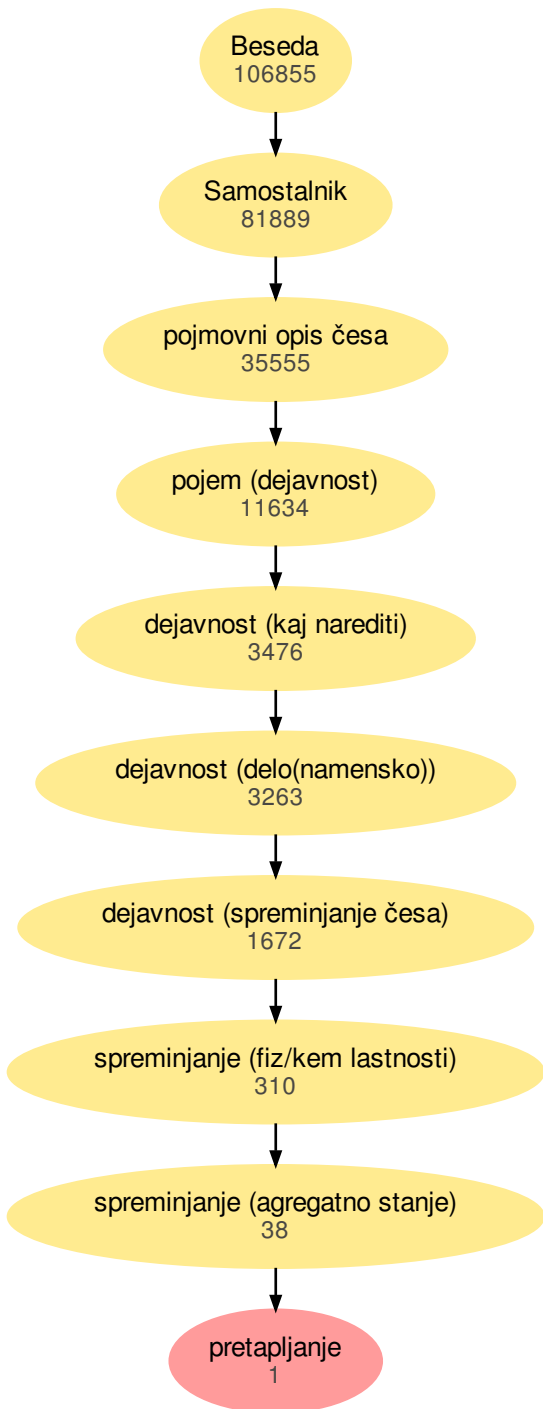 Beseda
106855
Samostalnik
81889
pojmovni opis česa
35555
pojem (dejavnost)
11634
dejavnost (kaj narediti)
3476
dejavnost (delo(namensko))
3263
dejavnost (spreminjanje česa)
1672
spreminjanje (fiz/kem lastnosti)
310
spreminjanje (agregatno stanje)
38
pretapljanje
1